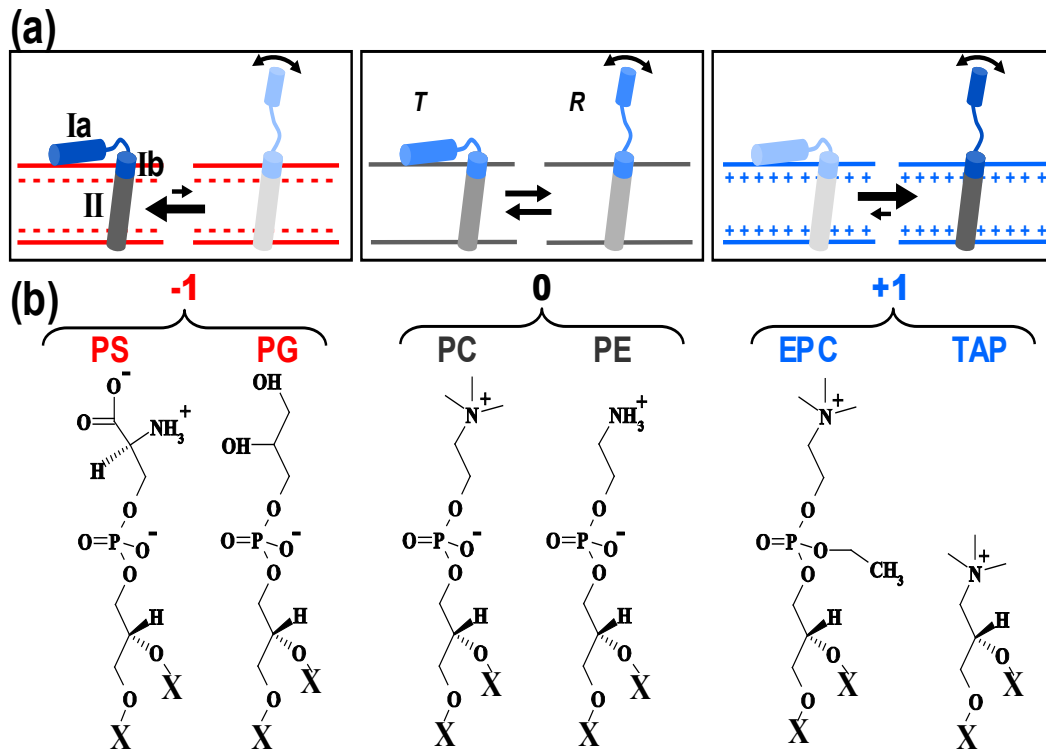 (a)
Ia
Ib
II
T
R
- - - - - - - - - -
- - - - - - - - - -
+ + + + + + + + +
+ + + + + + + + +
(b)
-1
0
+1
PS
PG
PC
PE
EPC
TAP
O-
O
NH3+
H
O
O=P-O-
O
H
O
X
O
X
OH
OH
O
O=P-O-
O
H
O
X
O
X
N+
O
O=P-O-
O
H
O
X
O
X
NH3+
O
O=P-O-
O
H
O
X
O
X
N+
O
O=P-O
CH3
O
H
O
X
O
X
N+
H
O
X
O
X